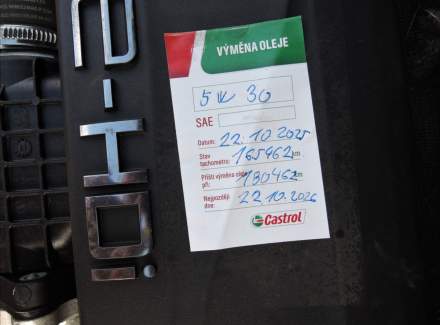 VÝMĚNA OLEJE
5W 30
SAE
Datum: 22.10.2025
Stav tachometru: 165462 km
Příští výměna oleje při: 180462 km
Nejpozději dne: 22.10.2026
Castrol
D-HDi